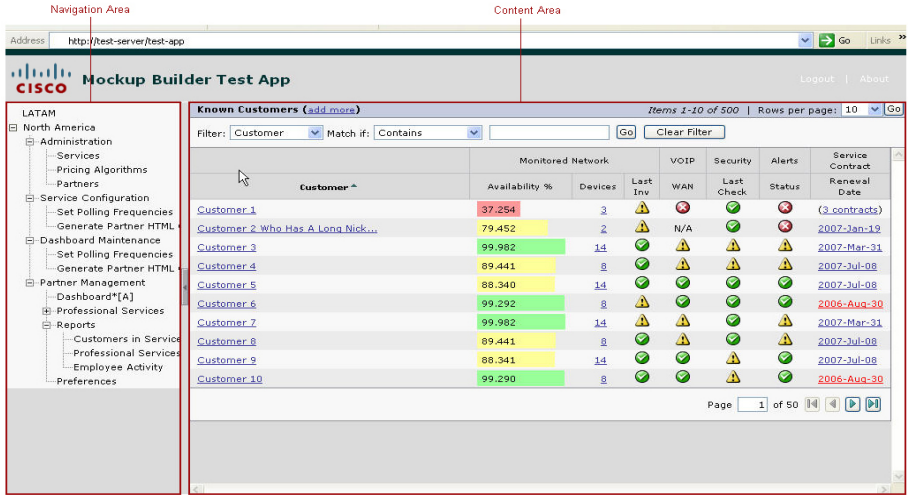 Navigation Area
Content Area
Address http://test-server/test-app Go Links »
CISCO Mockup Builder Test App Logout | About
LATAM
North America
Administration
Services
Pricing Algorithms
Partners
Service Configuration
Set Polling Frequencies
Generate Partner HTML
Dashboard Maintenance
Set Polling Frequencies
Generate Partner HTML
Partner Management
Dashboard*[A]
Professional Services
Reports
Customers in Service
Professional Services
Employee Activity
Preferences
Known Customers (add more) Items 1-10 of 500 | Rows per page: 10 Go
Filter: Customer Match if: Contains Go Clear Filter
Monitored Network VOIP Security Alerts Service Contract
Customer Availability % Devices Last Inv WAN Last Check Status Renewal Date
Customer 1 37.254 3 (3 contracts)
Customer 2 Who Has A Long Nick... 79.452 2 N/A 2007-Jan-19
Customer 3 99.982 14 2007-Mar-31
Customer 4 89.441 8 2007-Jul-08
Customer 5 88.340 14 2007-Jul-08
Customer 6 99.292 8 2006-Aug-30
Customer 7 99.982 14 2007-Mar-31
Customer 8 89.441 8 2007-Jul-08
Customer 9 88.341 14 2007-Jul-08
Customer 10 99.290 8 2006-Aug-30
Page 1 of 50